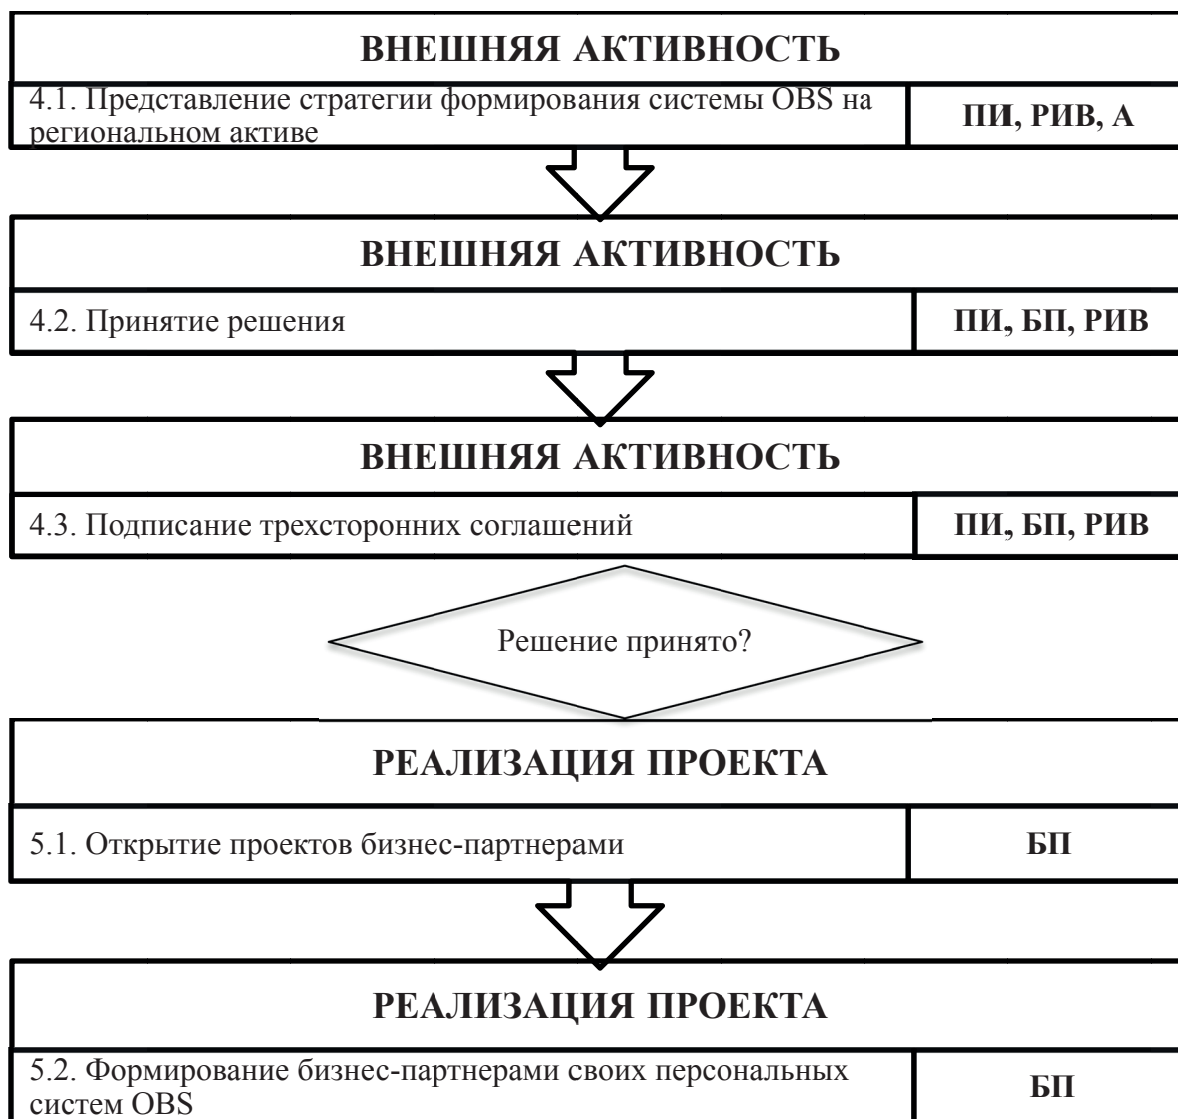 ВНЕШНЯЯ АКТИВНОСТЬ
4.1. Представление стратегии формирования системы OBS на
региональном активе
ПИ, РИВ, А
ВНЕШНЯЯ АКТИВНОСТЬ
4.2. Принятие решения
ПИ, БП, РИВ
ВНЕШНЯЯ АКТИВНОСТЬ
4.3. Подписание трехсторонних соглашений
ПИ, БП, РИВ
Решение принято?
РЕАЛИЗАЦИЯ ПРОЕКТА
5.1. Открытие проектов бизнес-партнерами
БП
РЕАЛИЗАЦИЯ ПРОЕКТА
5.2. Формирование бизнес-партнерами своих персональных
систем OBS
БП